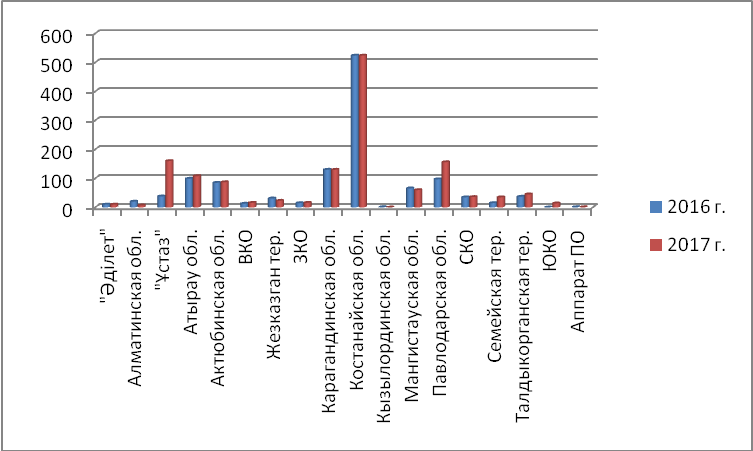 600
500
400
300
200
100
0
2016 г.
2017 г.
"Әділет"
Алматинская обл.
"Ұстаз"
Атырау обл.
Актюбинская обл.
ВКО
Жезказган тер.
ЗКО
Карагандинская обл.
Костанайская обл.
Кызылординская обл.
Мангистауская обл.
Павлодарская обл.
СКО
Семейская тер.
Талдыкорганская тер.
ЮКО
Аппарат ПО